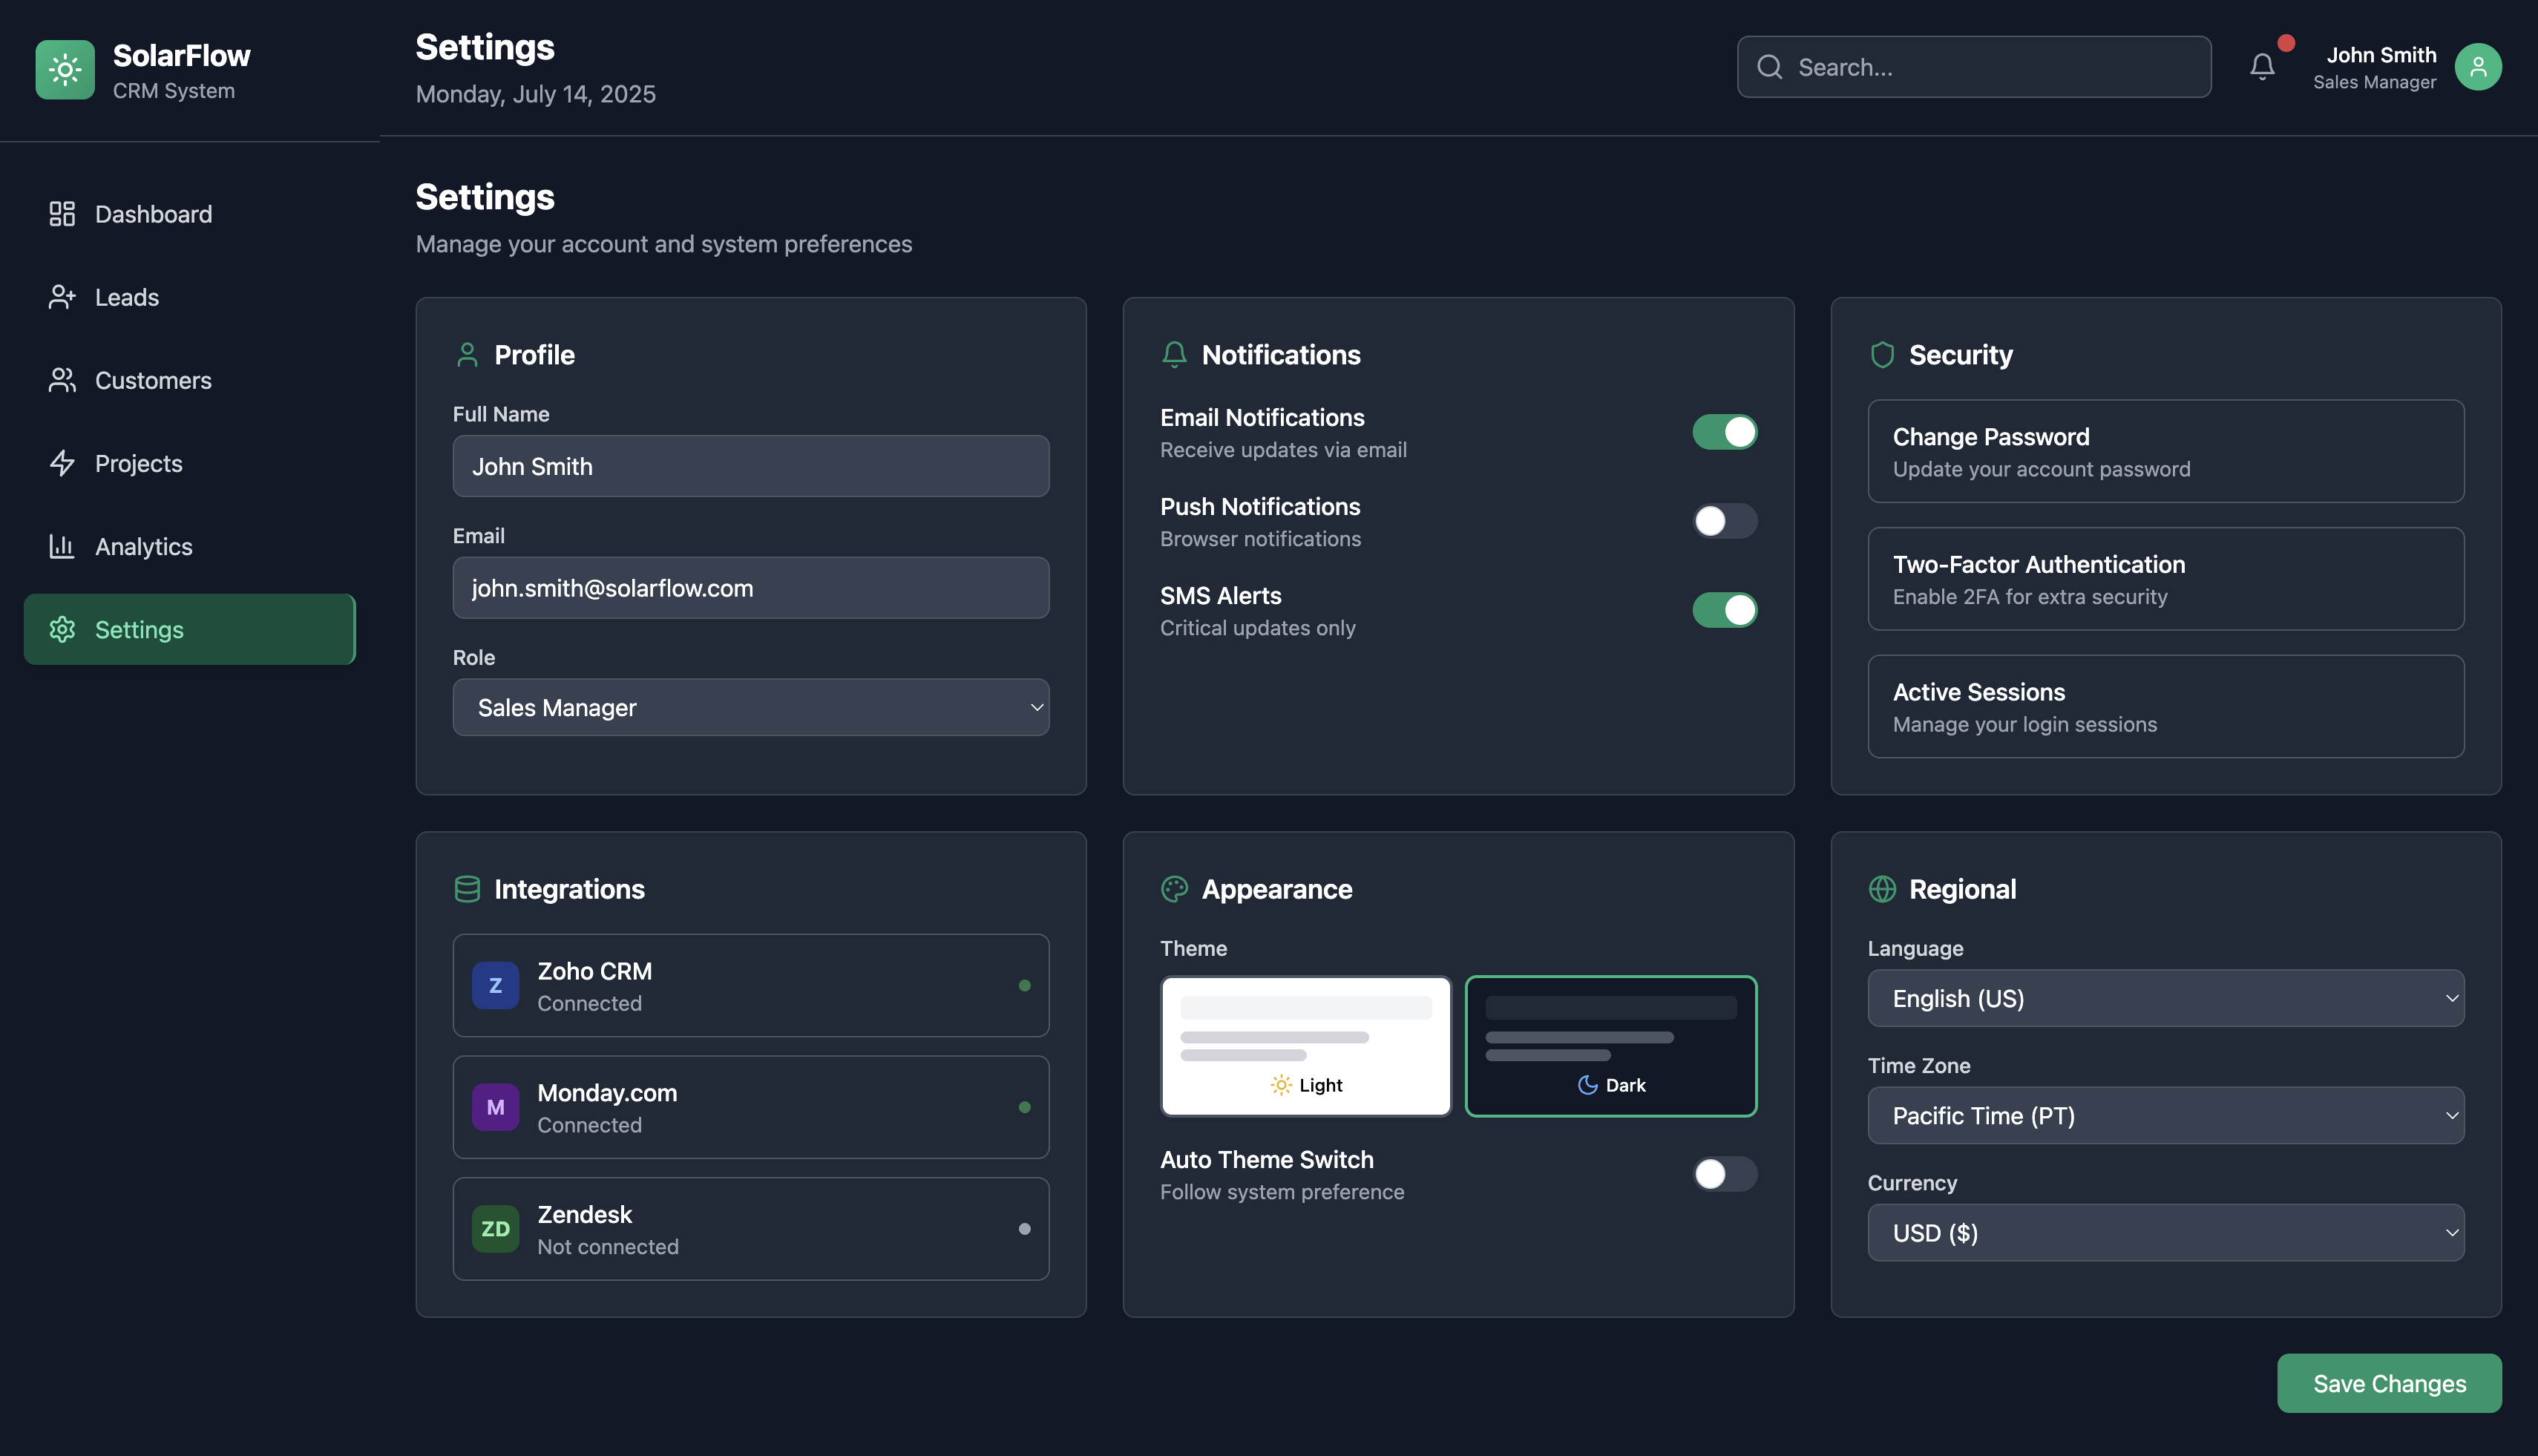 SolarFlow
CRM System
Settings
Monday, July 14, 2025
Search...
John Smith
Sales Manager
Dashboard
Leads
Customers
Projects
Analytics
Settings
Settings
Manage your account and system preferences
Profile
Full Name
John Smith
Email
john.smith@solarflow.com
Role
Sales Manager
Notifications
Email Notifications
Receive updates via email
Push Notifications
Browser notifications
SMS Alerts
Critical updates only
Security
Change Password
Update your account password
Two-Factor Authentication
Enable 2FA for extra security
Active Sessions
Manage your login sessions
Integrations
Z
Zoho CRM
Connected
M
Monday.com
Connected
ZD
Zendesk
Not connected
Appearance
Theme
Light
Dark
Auto Theme Switch
Follow system preference
Regional
Language
English (US)
Time Zone
Pacific Time (PT)
Currency
USD ($)
Save Changes